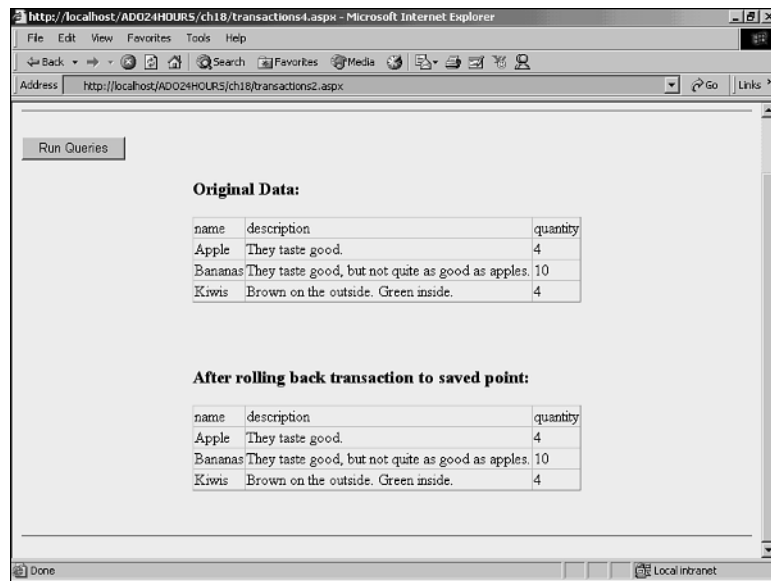 http://localhost/ADO24HOURS/ch18/transactions4.aspx - Microsoft Internet Explorer
File Edit View Favorites Tools Help
Back Search Favorites Media
Address http://localhost/ADO24HOURS/ch18/transactions2.aspx Go Links
Run Queries
Original Data:
name description quantity
Apple They taste good. 4
Bananas They taste good, but not quite as good as apples. 10
Kiwis Brown on the outside. Green inside. 4
After rolling back transaction to saved point:
name description quantity
Apple They taste good. 4
Bananas They taste good, but not quite as good as apples. 10
Kiwis Brown on the outside. Green inside. 4
Done Local intranet